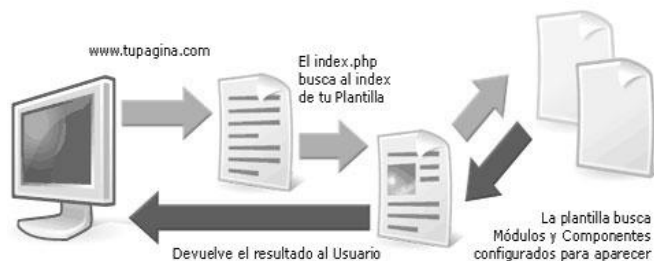 www.tupagina.com
El index.php
busca al index
de tu Plantilla
La plantilla busca
Módulos y Componentes
configurados para aparecer
Devuelve el resultado al Usuario